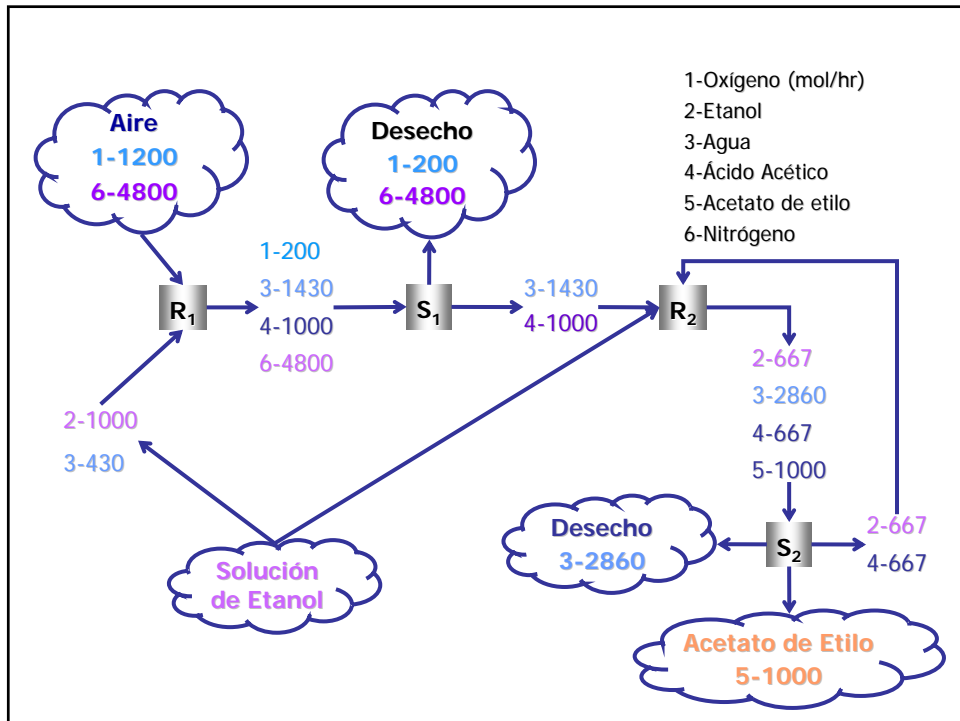 1-Oxígeno (mol/hr)
2-Etanol
3-Agua
4-Ácido Acético
5-Acetato de etilo
6-Nitrógeno
Aire
1-1200
6-4800
Desecho
1-200
6-4800
R1
1-200
3-1430
4-1000
6-4800
S1
3-1430
4-1000
R2
2-1000
3-430
Solución
de Etanol
2-667
3-2860
4-667
5-1000
Desecho
3-2860
S2
2-667
4-667
Acetato de Etilo
5-1000